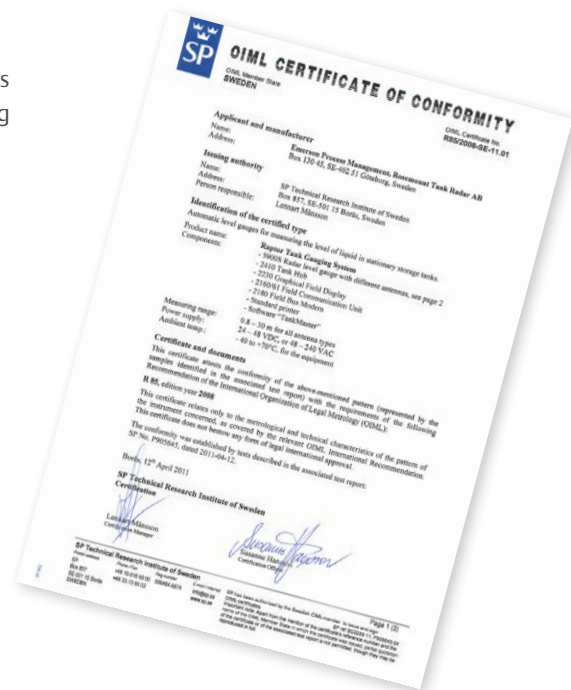 s
g
SP
OIML CERTIFICATE OF CONFORMITY
OIML Member State
SWEDEN
OIML Certificate No.
R85/2008-SE-11.01
Applicant and manufacturer
Name: Emerson Process Management, Rosemount Tank Radar AB
Address: Box 130 45, SE-402 51 Göteborg, Sweden
Issuing authority
Name: SP Technical Research Institute of Sweden
Address: Box 857, SE-501 15 Borås, Sweden
Person responsible: Lennart Månsson
Identification of the certified type
Automatic level gauges for measuring the level of liquid in stationary storage tanks.
Product name: Raptor Tank Gauging System
Components: - 5900S Radar level gauge with different antennas, see page 2
- 2410 Tank Hub
- 2230 Graphical Field Display
- 2160/61 Field Communication Unit
- 2180 Field Bus Modem
- Standard printer
- Software "TankMaster"
Measuring range: 0.8 – 30 m for all antenna types
Power supply: 24 – 48 VDC, or 48 – 240 VAC
Ambient temp.: - 40 to +70°C, for the equipment
Certificate and documents
This certificate attests the conformity of the above-mentioned pattern (represented by the
samples identified in the associated test report) with the requirements of the following
Recommendation of the International Organization of Legal Metrology (OIML):
R 85, edition year 2008
This certificate relates only to the metrological and technical characteristics of the pattern of
the instrument concerned, as covered by the relevant OIML International Recommendation.
This certificate does not bestow any form of legal international approval.
The conformity was established by tests described in the associated test report:
SP No. P905645, dated 2011-04-12.
Borås, 12th April 2011
SP Technical Research Institute of Sweden
Certification
Lennart Månsson
Certification Manager
Susanne
Certification Officer
SP Technical Research Institute of Sweden
Page 1 (2)
SP
Box 857
SE-501 15 Borås
SWEDEN